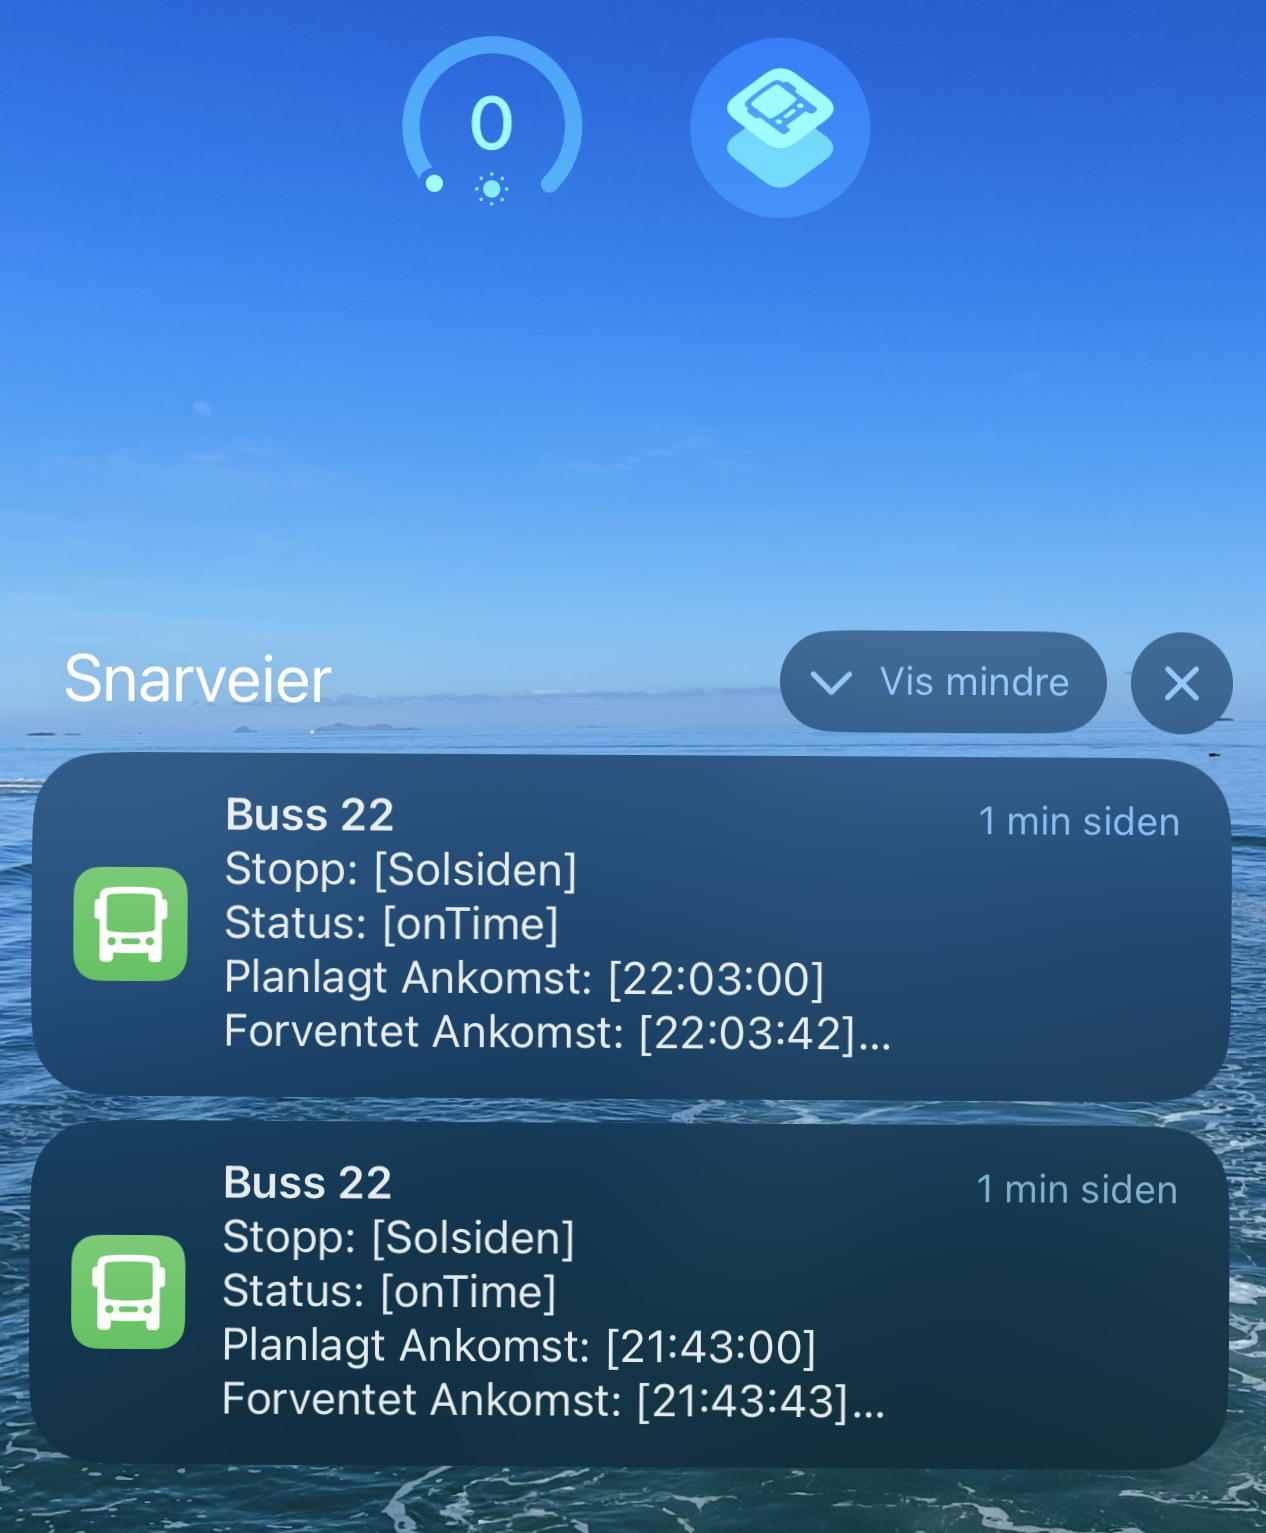 0
Snarveier
Vis mindre
Buss 22
1 min siden
Stopp: [Solsiden]
Status: [onTime]
Planlagt Ankomst: [22:03:00]
Forventet Ankomst: [22:03:42]...
Buss 22
1 min siden
Stopp: [Solsiden]
Status: [onTime]
Planlagt Ankomst: [21:43:00]
Forventet Ankomst: [21:43:43]...